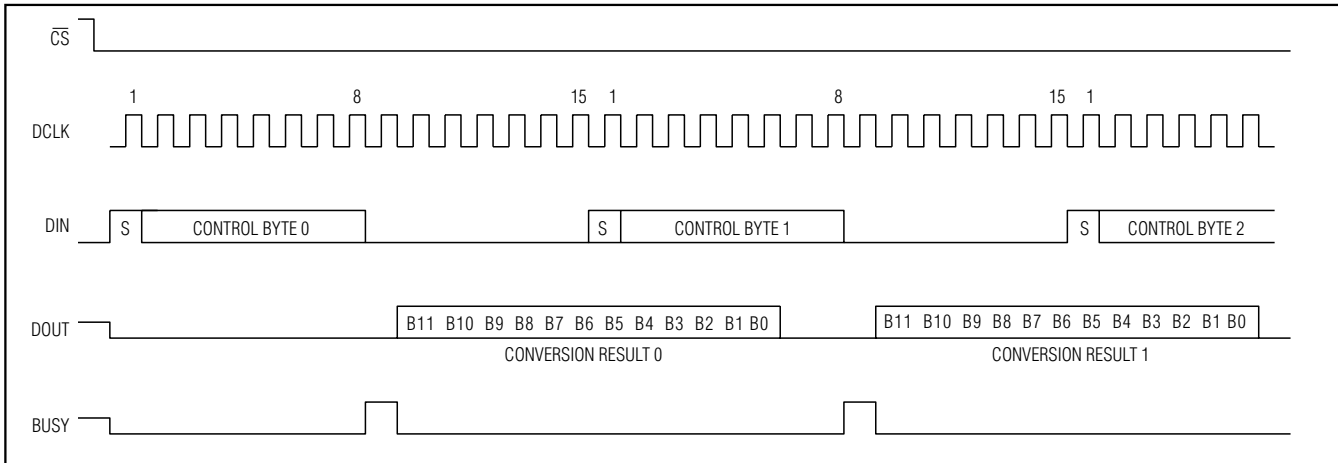 CS
1 8 15 1 8 15 1
DCLK
DIN S CONTROL BYTE 0 S CONTROL BYTE 1 S CONTROL BYTE 2
DOUT B11 B10 B9 B8 B7 B6 B5 B4 B3 B2 B1 B0 B11 B10 B9 B8 B7 B6 B5 B4 B3 B2 B1 B0
CONVERSION RESULT 0 CONVERSION RESULT 1
BUSY